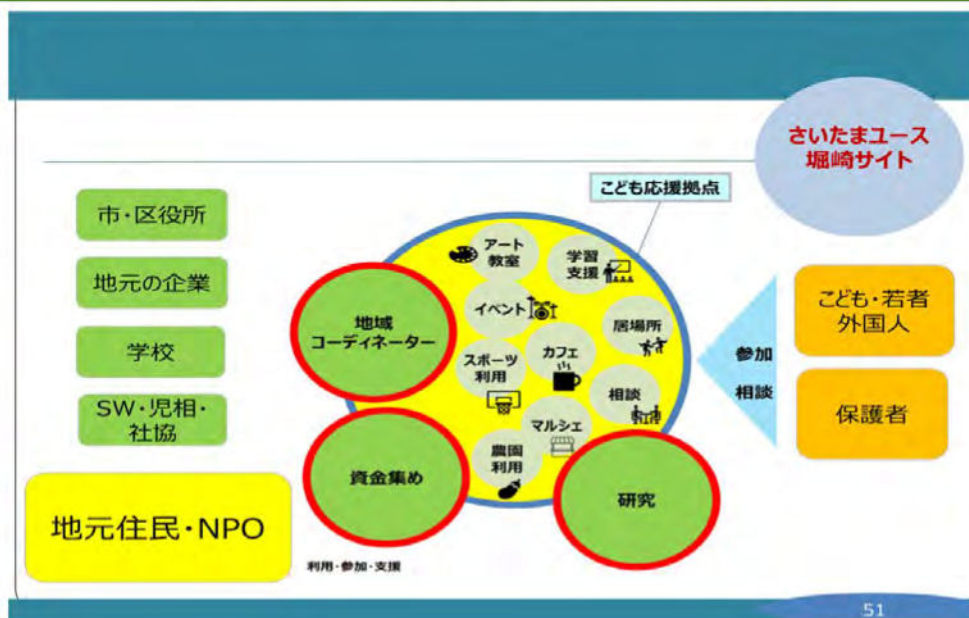 さいたまユース
堀崎サイト
こども応援拠点
市・区役所
地元の企業
学校
SW・児相・
社協
地元住民・NPO
地域
コーディネーター
資金集め
研究
アート
教室
学習
支援
イベント
居場所
スポーツ
利用
カフェ
相談
マルシェ
農園
利用
参加
相談
こども・若者
外国人
保護者
利用・参加・支援
51